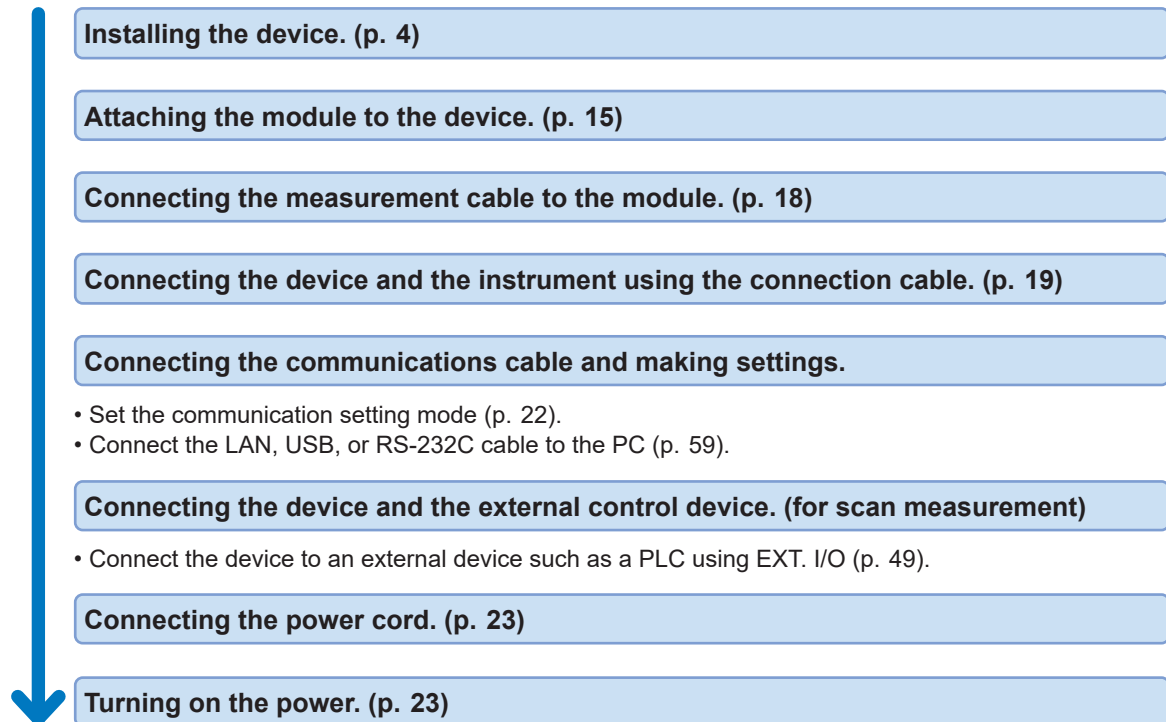 Installing the device. (p. 4)
Attaching the module to the device. (p. 15)
Connecting the measurement cable to the module. (p. 18)
Connecting the device and the instrument using the connection cable. (p. 19)
Connecting the communications cable and making settings.
• Set the communication setting mode (p. 22).
• Connect the LAN, USB, or RS-232C cable to the PC (p. 59).
Connecting the device and the external control device. (for scan measurement)
• Connect the device to an external device such as a PLC using EXT. I/O (p. 49).
Connecting the power cord. (p. 23)
Turning on the power. (p. 23)